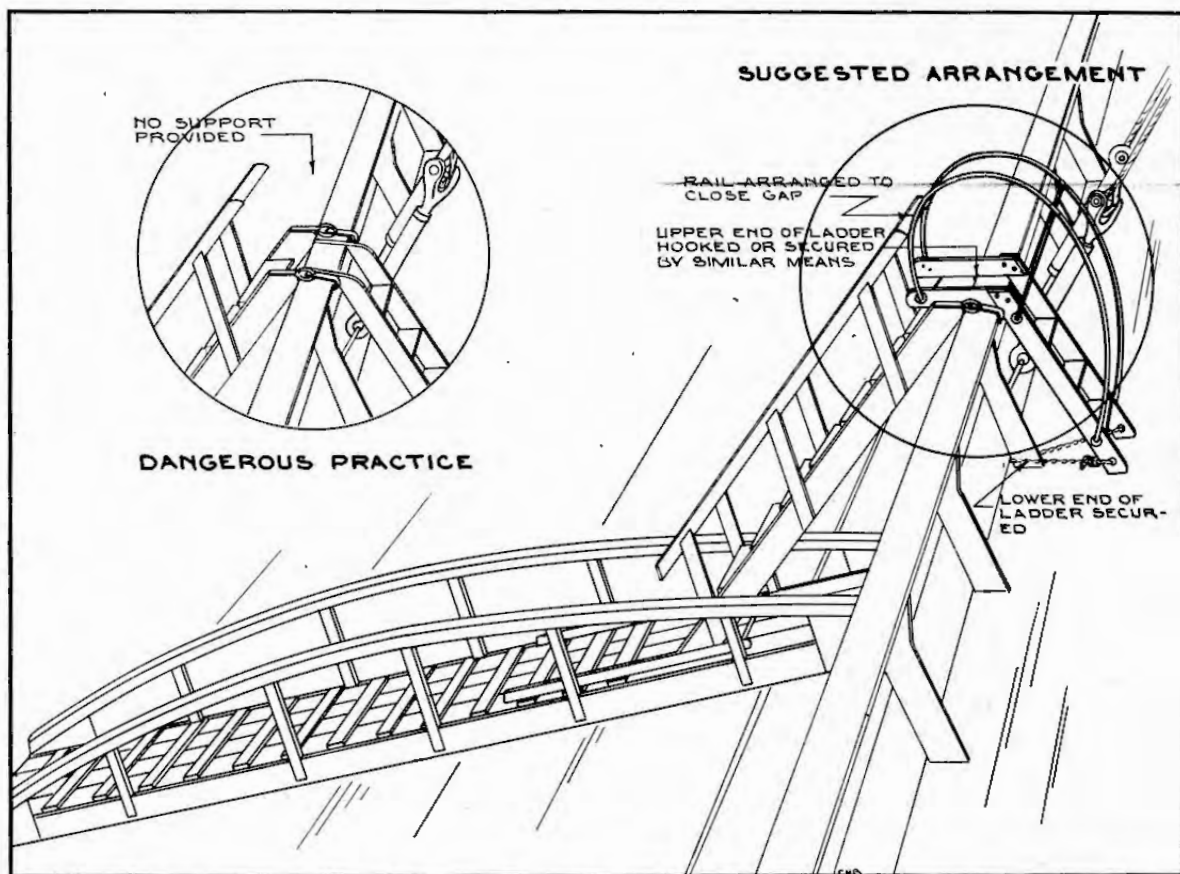 SUGGESTED ARRANGEMENT
NO SUPPORT
PROVIDED
RAIL ARRANGED TO
CLOSE GAP
UPPER END OF LADDER
HOOKED OR SECURED
BY SIMILAR MEANS
DANGEROUS PRACTICE
LOWER END OF
LADDER SECUR-
ED